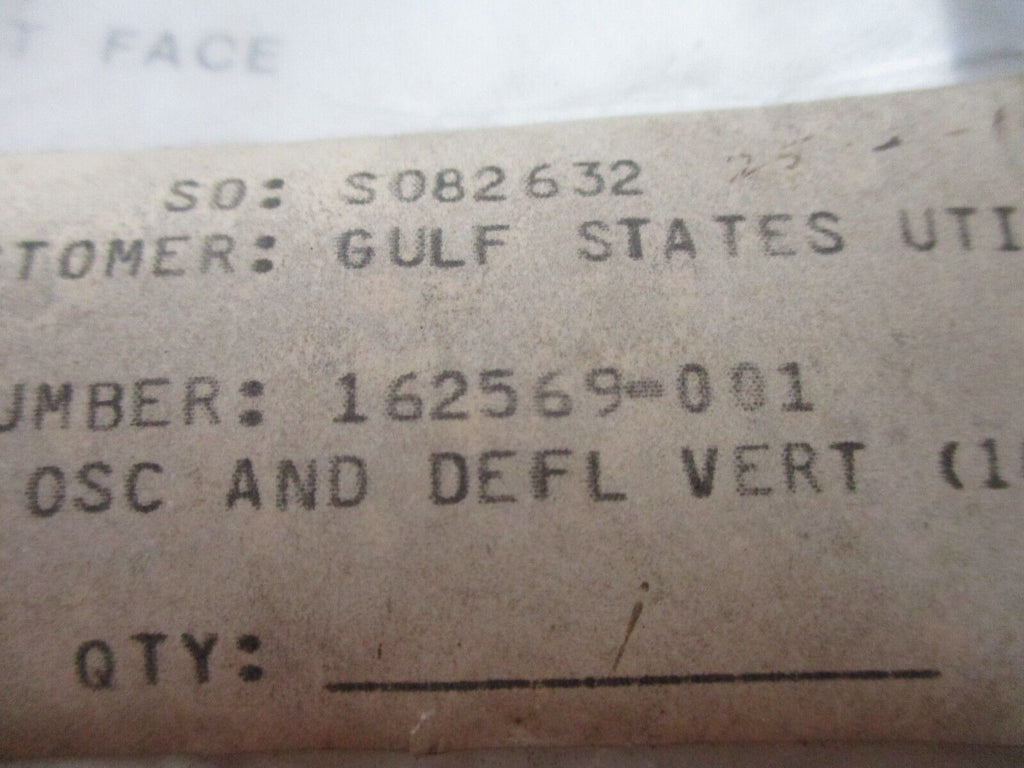 T FACE
SO: S082632
TOMER: GULF STATES UTI
UMBER: 162569-001
OSC AND DEFL VERT (1
QTY: